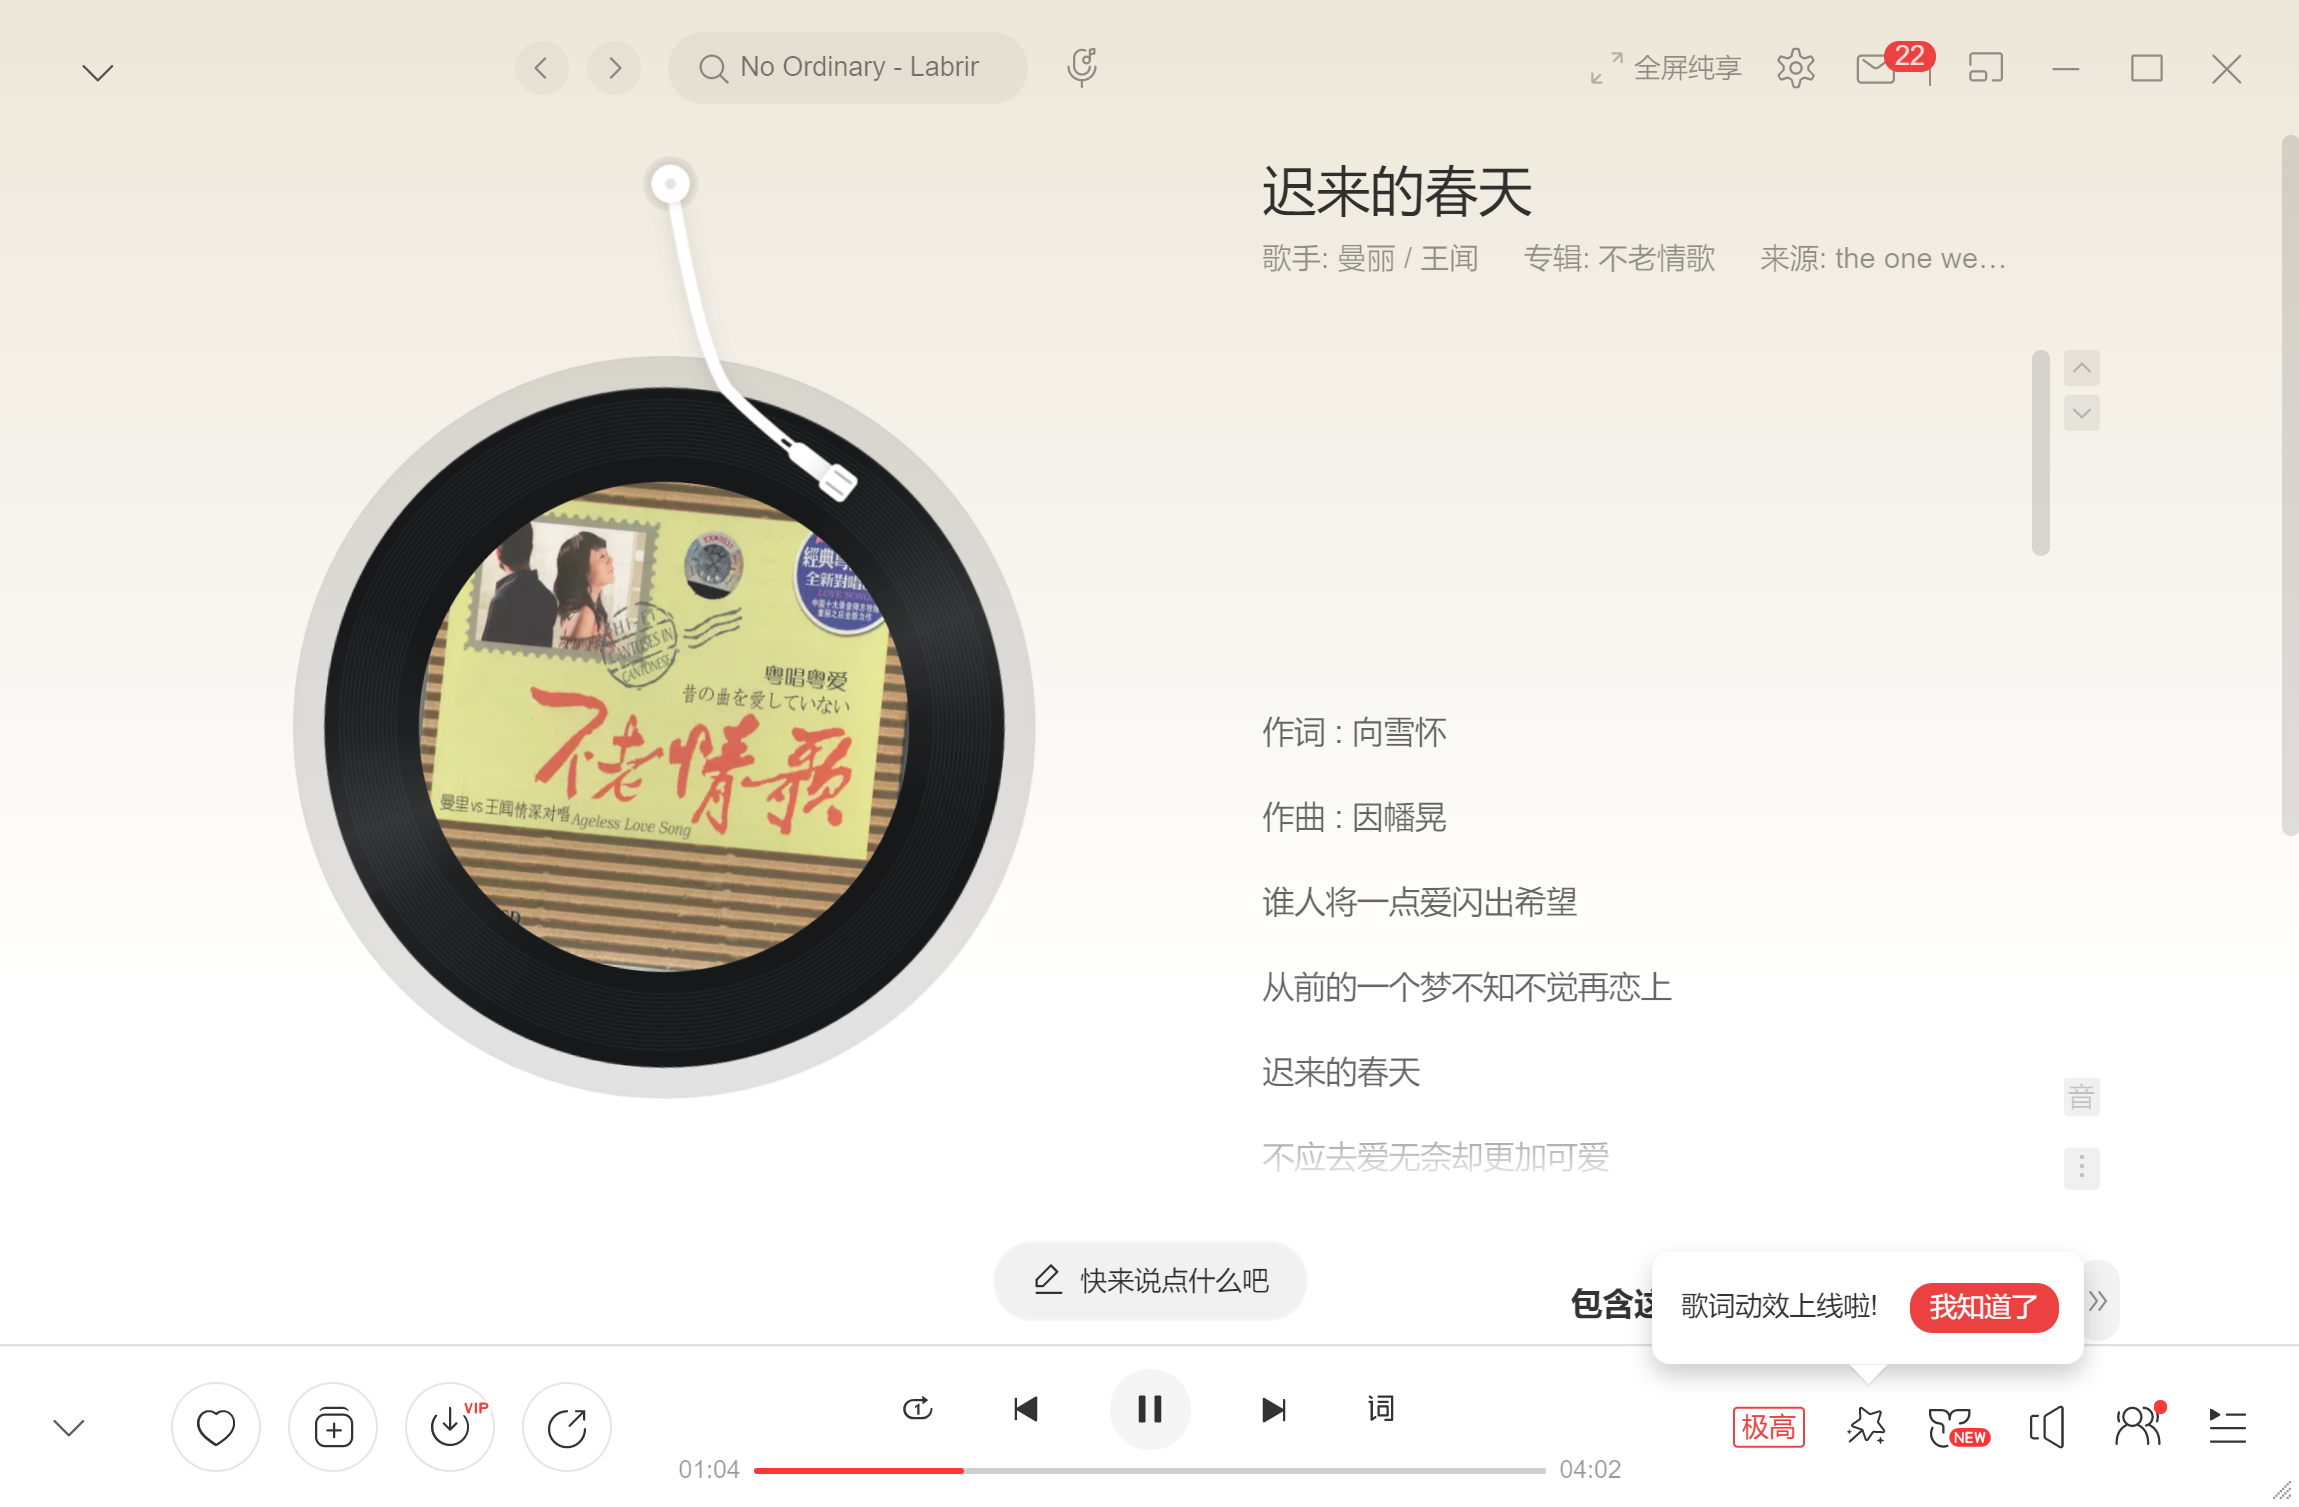 No Ordinary - Labrir
全屏纯享
22
迟来的春天
歌手: 曼丽 / 王闻 专辑: 不老情歌 来源: the one we…
YX#0031
經典專
全新對唱
LOVE SONG
HI-FI
CANTUSES IN
CANTONESE
粤唱粤爱
昔の曲を愛していない
不老情歌
曼里vs王闻情深对唱 Ageless Love Song
作词 : 向雪怀
作曲 : 因幡晃
谁人将一点爱闪出希望
从前的一个梦不知不觉再恋上
迟来的春天
不应去爱无奈却更加可爱
音
快来说点什么吧
包含这
歌词动效上线啦!
我知道了
VIP
1
词
极高
NEW
01:04
04:02